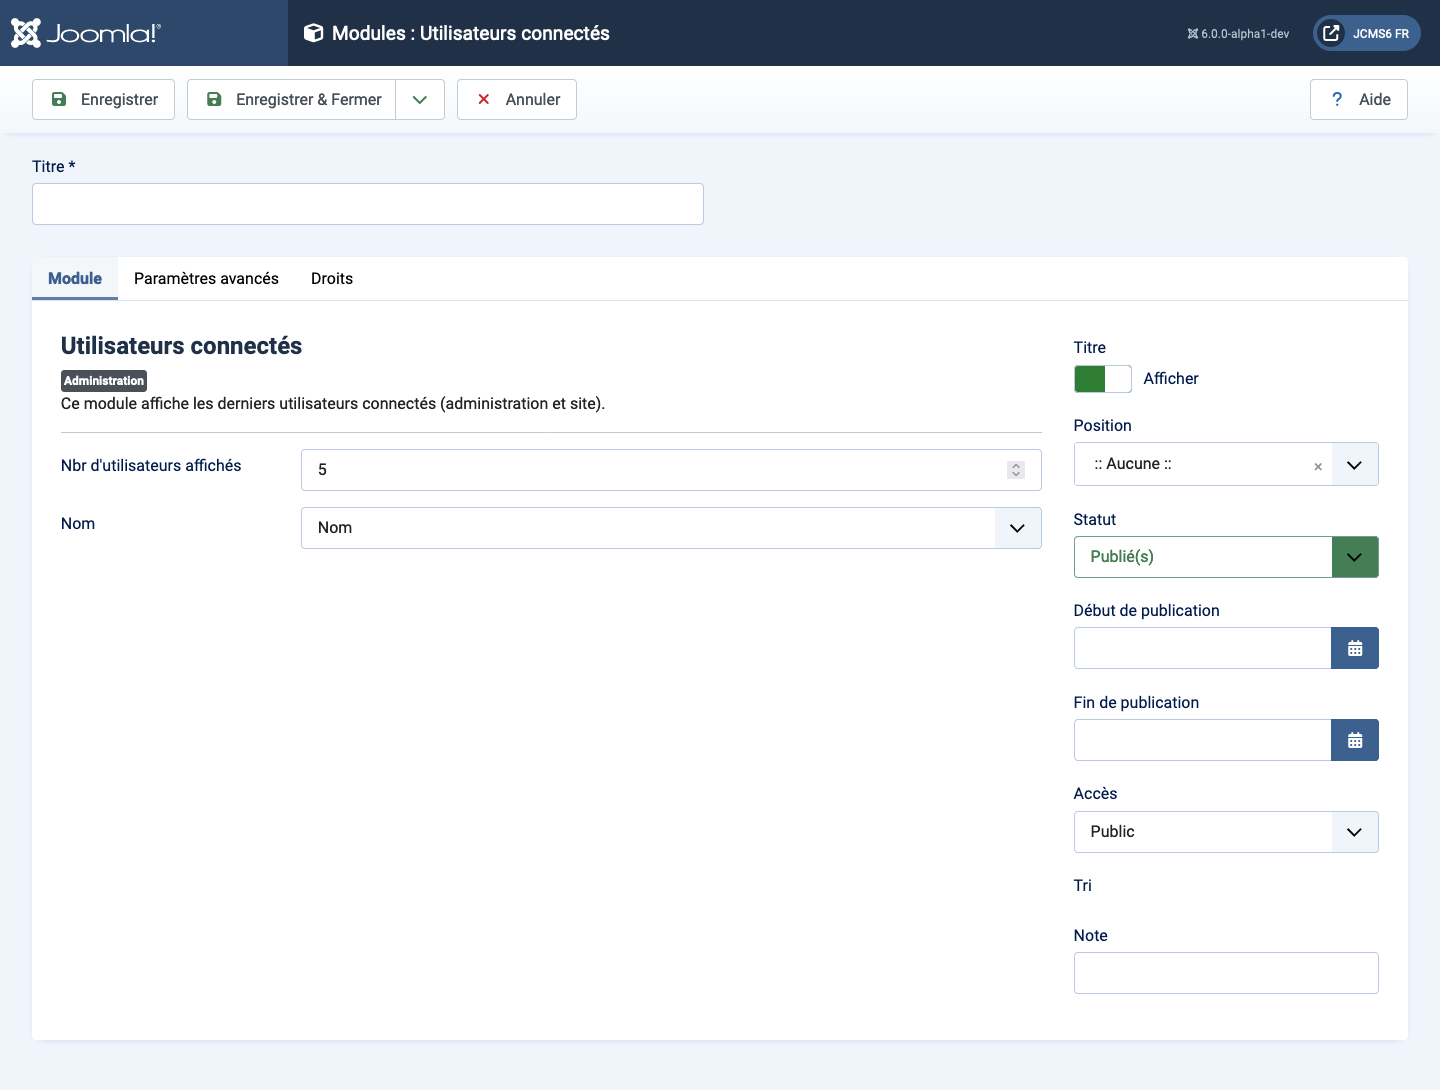 Joomla!®
Modules : Utilisateurs connectés
6.0.0-alpha1-dev
JCMS6 FR
Enregistrer
Enregistrer & Fermer
Annuler
? Aide
Titre *
Module
Paramètres avancés
Droits
Utilisateurs connectés
Administration
Ce module affiche les derniers utilisateurs connectés (administration et site).
Nbr d'utilisateurs affichés
5
Nom
Nom
Titre
Afficher
Position
:: Aucune ::
×
Statut
Publié(s)
Début de publication
Fin de publication
Accès
Public
Tri
Note